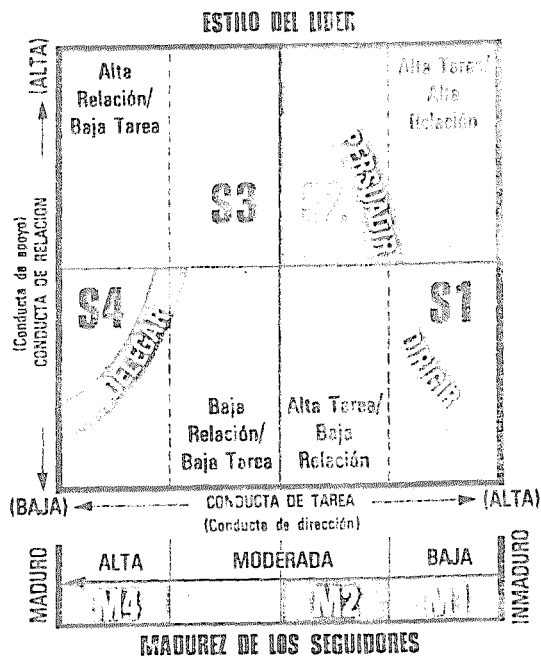 ESTILO DEL LIDER
(ALTA)
Alta
Relación/
Baja Tarea
Alta Tarea/
Alta
Relación
PERSUADIR
S3
S2
(Conducta de apoyo)
CONDUCTA DE RELACION
S4
DELEGAR
S1
DIRIGIR
Baja
Relación/
Baja Tarea
Alta Tarea/
Baja
Relación
(BAJA)
CONDUCTA DE TAREA
(ALTA)
(Conducta de dirección)
MADURO
ALTA
MODERADA
BAJA
INMADURO
M4
M2
M1
MADUREZ DE LOS SEGUIDORES